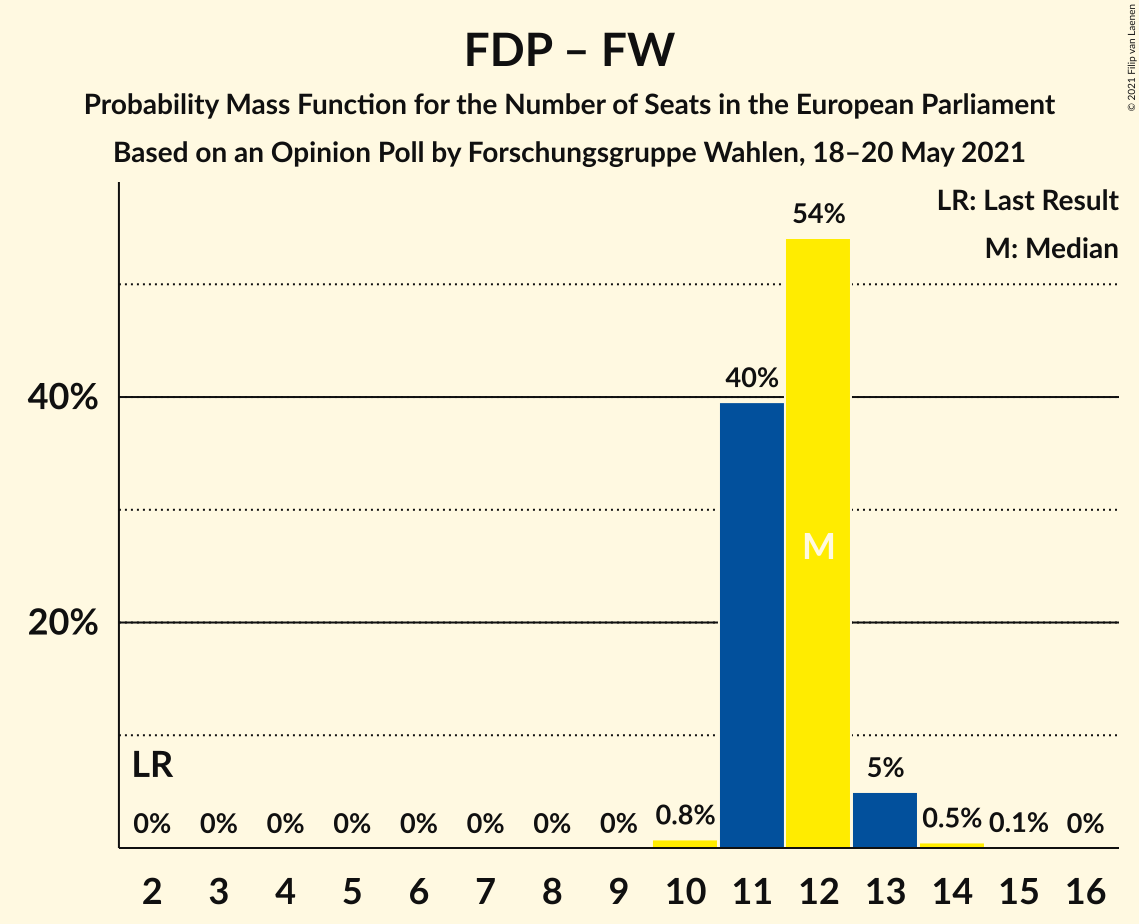 FDP – FW
Probability Mass Function for the Number of Seats in the European Parliament
Based on an Opinion Poll by Forschungsgruppe Wahlen, 18–20 May 2021
© 2021 Filip van Laenen
LR: Last Result
M: Median
54%
40%
40%
M
20%
LR
5%
0% 0% 0% 0% 0% 0% 0% 0% 0.8% 0.5% 0.1% 0%
2 3 4 5 6 7 8 9 10 11 12 13 14 15 16